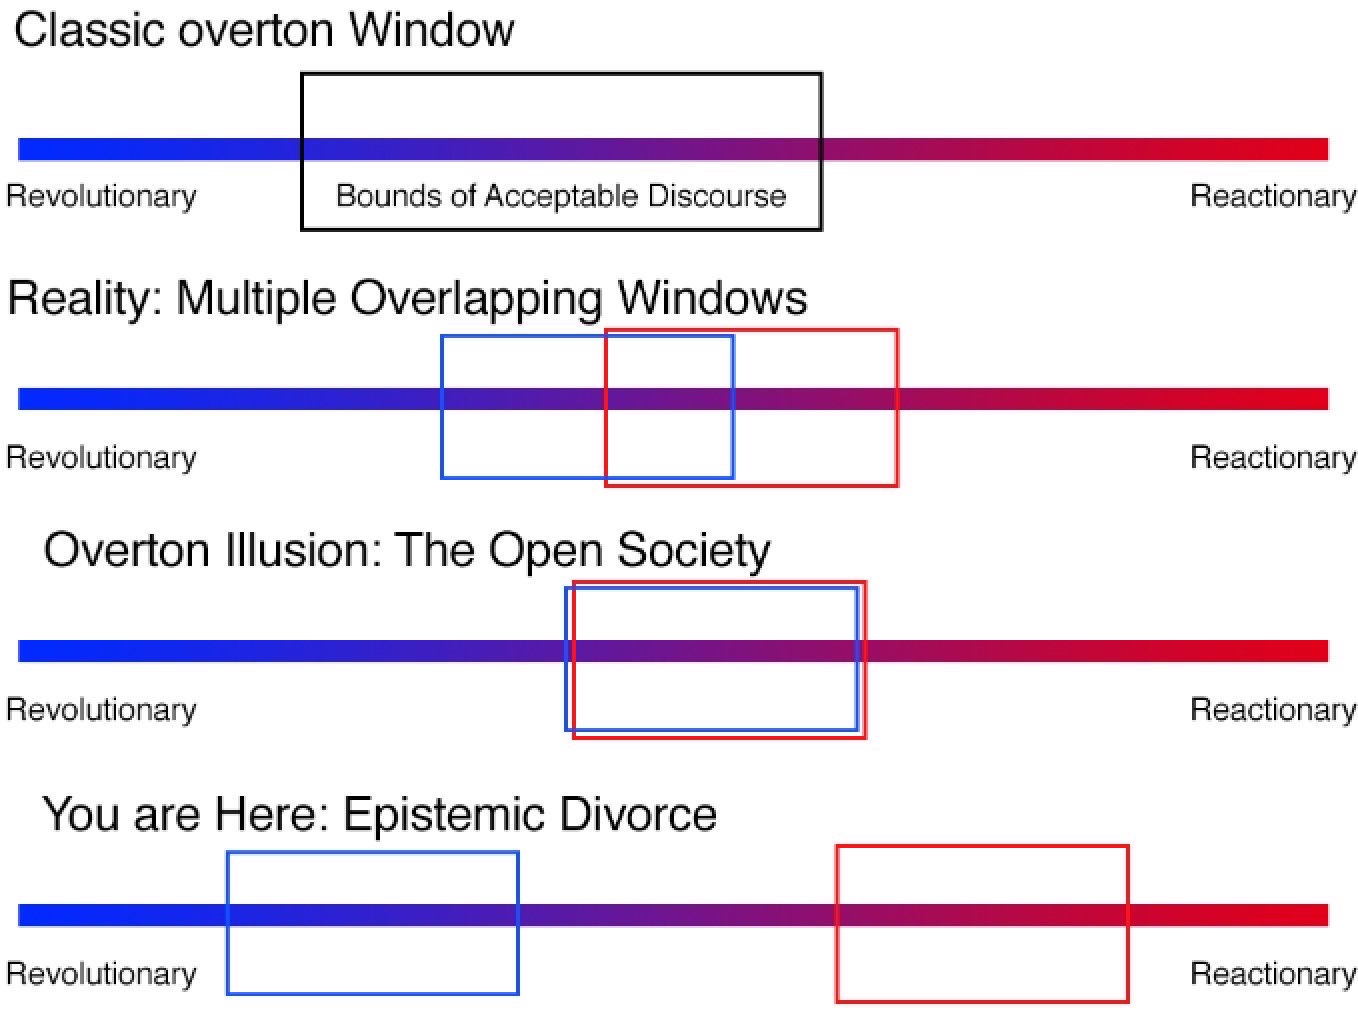 Classic overton Window
Revolutionary
Bounds of Acceptable Discourse
Reactionary
Reality: Multiple Overlapping Windows
Revolutionary
Reactionary
Overton Illusion: The Open Society
Revolutionary
Reactionary
You are Here: Epistemic Divorce
Revolutionary
Reactionary